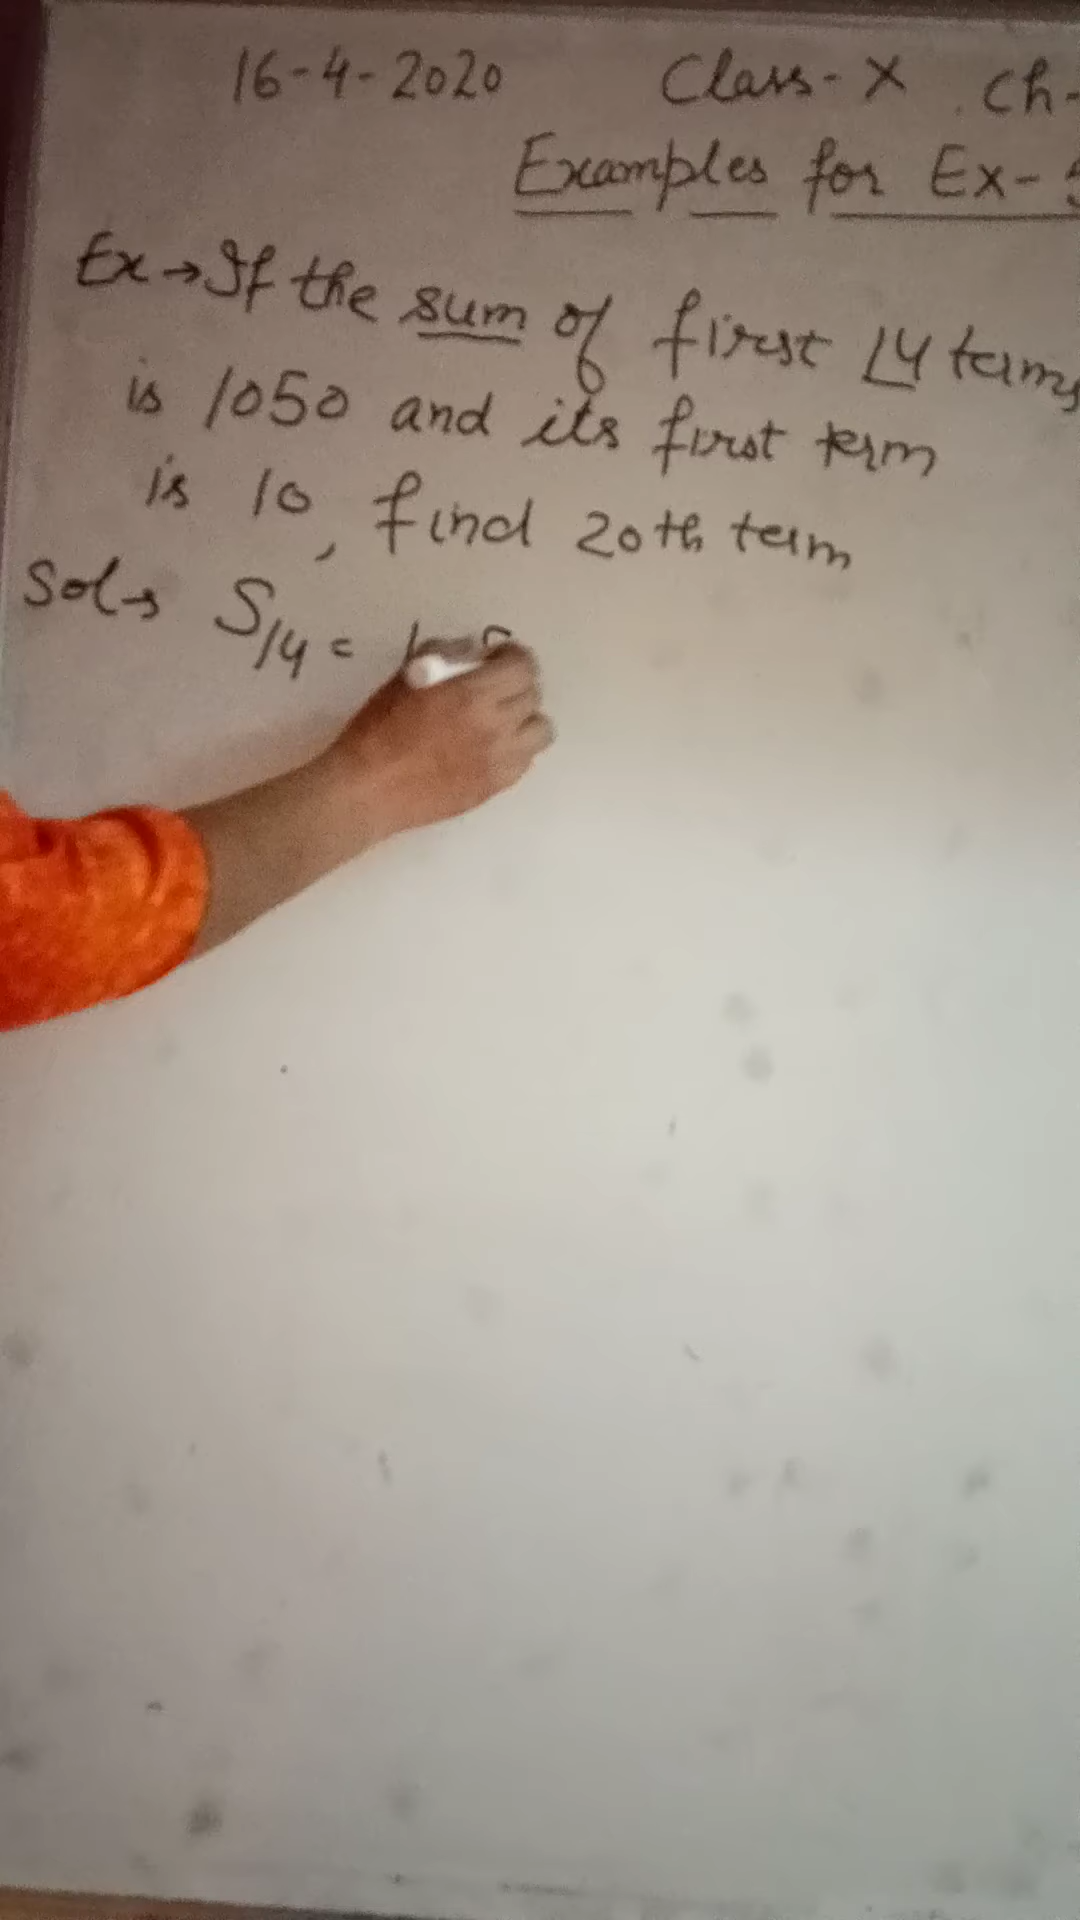 16-4-2020 Class-X Ch-
Examples for Ex-
Ex→If the sum of first 14 terms
is 1050 and its first term
is 10, find 20th term
Sol→ S14 =